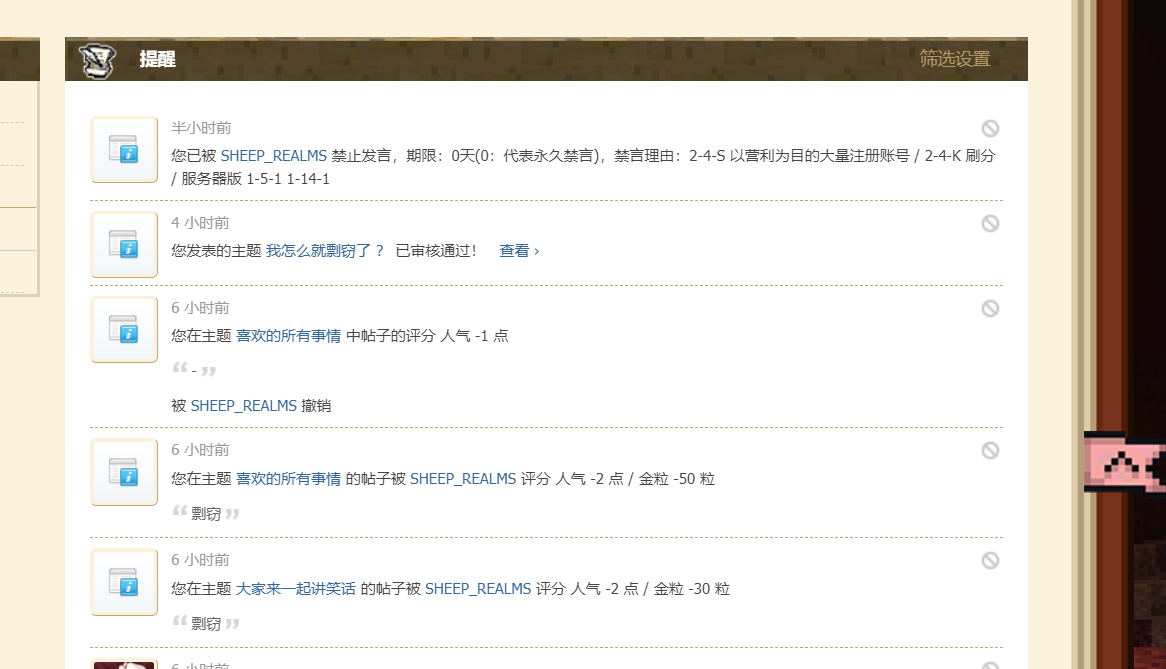 提醒
筛选设置
半小时前
您已被 SHEEP_REALMS 禁止发言，期限：0天(0：代表永久禁言)，禁言理由：2-4-S 以营利为目的大量注册账号 / 2-4-K 刷分
/ 服务器版 1-5-1 1-14-1
4 小时前
您发表的主题 我怎么就剽窃了？ 已审核通过！ 查看 ›
6 小时前
您在主题 喜欢的所有事情 中帖子的评分 人气 -1 点
“ - ”
被 SHEEP_REALMS 撤销
6 小时前
您在主题 喜欢的所有事情 的帖子被 SHEEP_REALMS 评分 人气 -2 点 / 金粒 -50 粒
“ 剽窃 ”
6 小时前
您在主题 大家来一起讲笑话 的帖子被 SHEEP_REALMS 评分 人气 -2 点 / 金粒 -30 粒
“ 剽窃 ”
6 小时前